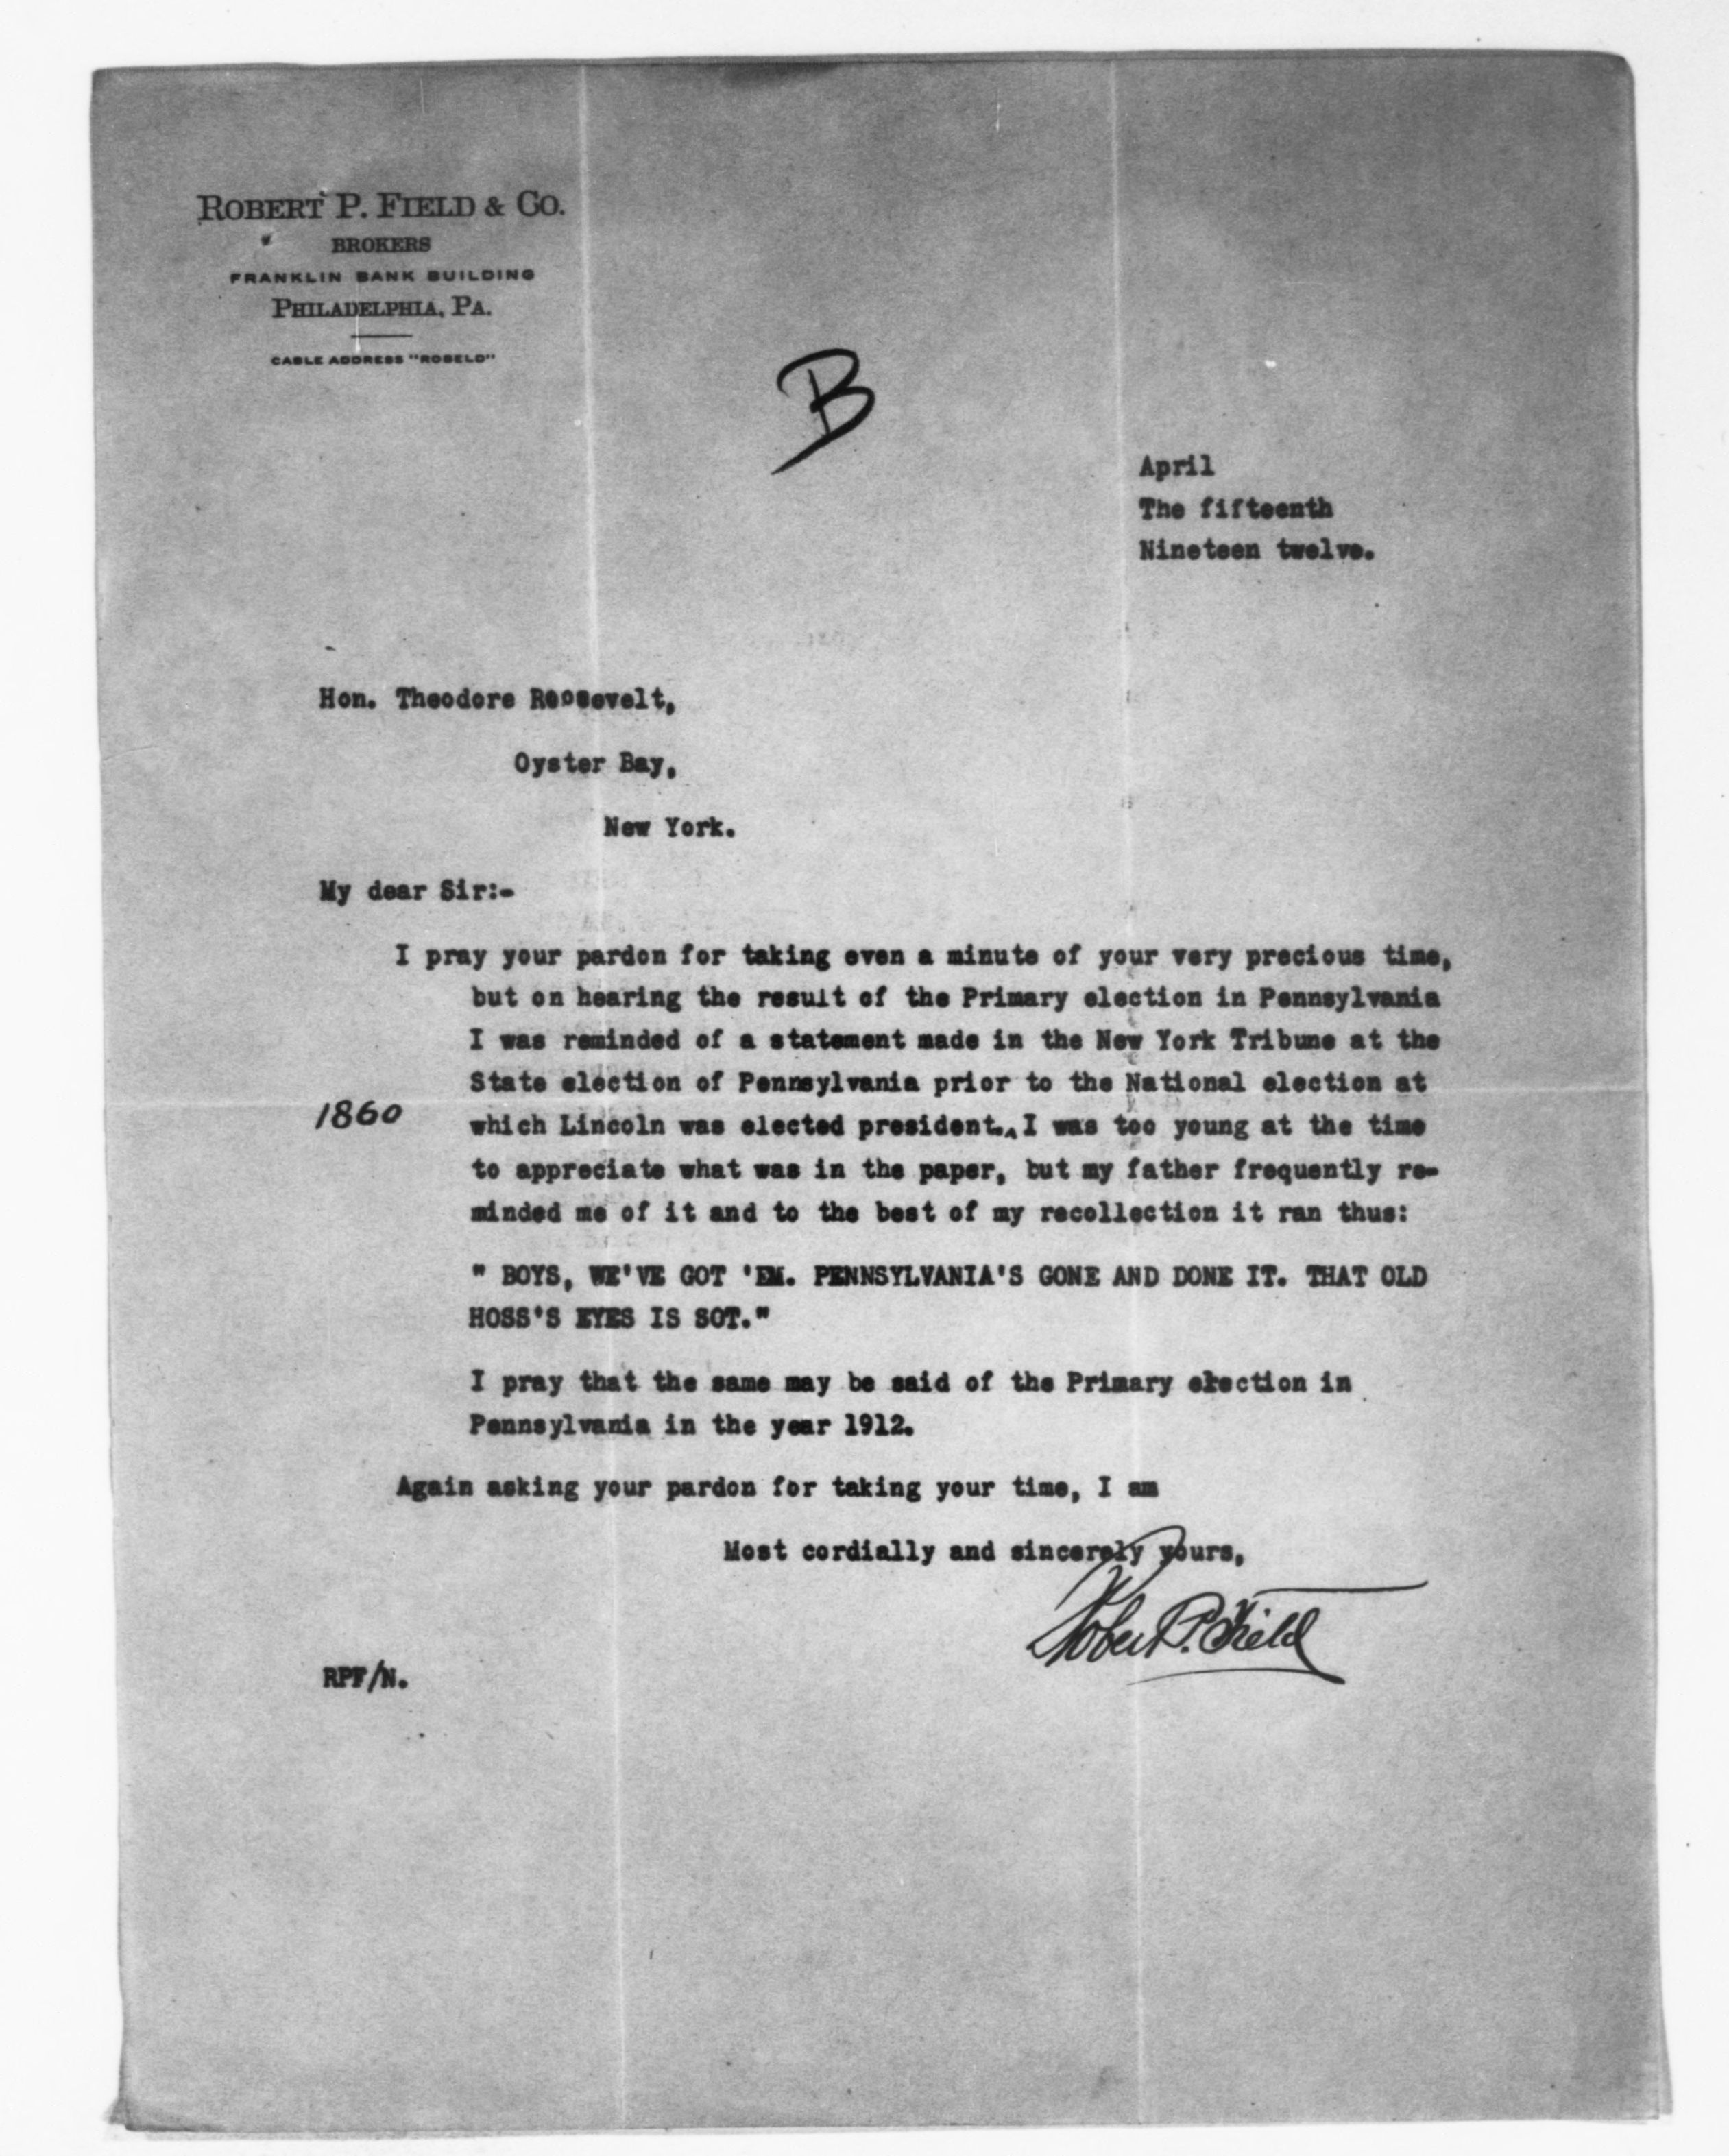 ROBERT P. FIELD & CO.
BROKERS
FRANKLIN BANK BUILDING
PHILADELPHIA, PA.
CABLE ADDRESS "ROBELD"
B
April
The fifteenth
Nineteen twelve.
Hon. Theodore Roosevelt,
Oyster Bay,
New York.
My dear Sir:-
I pray your pardon for taking even a minute of your very precious time,
but on hearing the result of the Primary election in Pennsylvania
I was reminded of a statement made in the New York Tribune at the
State election of Pennsylvania prior to the National election at
1860 which Lincoln was elected president.‸I was too young at the time
to appreciate what was in the paper, but my father frequently re-
minded me of it and to the best of my recollection it ran thus:
" BOYS, WE'VE GOT 'EM. PENNSYLVANIA'S GONE AND DONE IT. THAT OLD
HOSS'S EYES IS SOT."
I pray that the same may be said of the Primary election in
Pennsylvania in the year 1912.
Again asking your pardon for taking your time, I am
Most cordially and sincerely yours,
Robert P. Field
RPF/N.